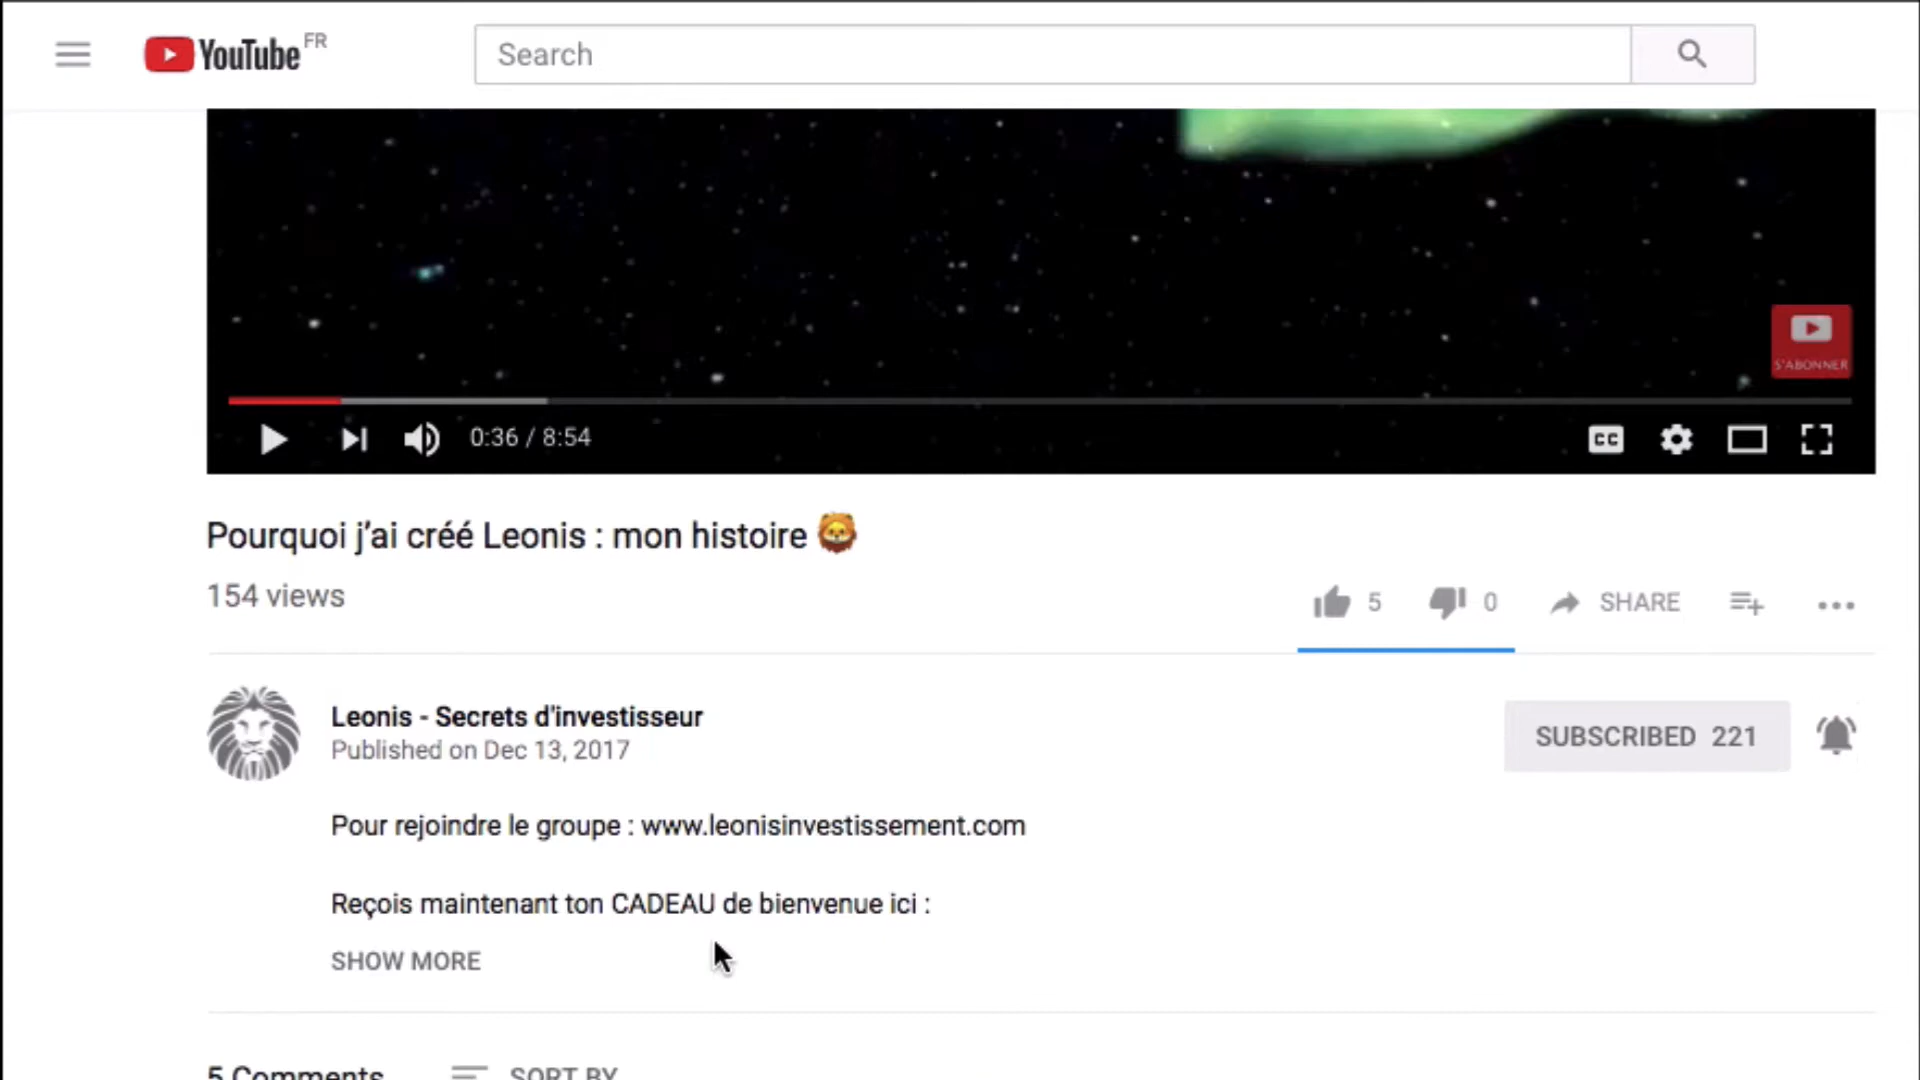 YouTube FR
Search
S'ABONNER
0:36 / 8:54
CC
Pourquoi j'ai créé Leonis : mon histoire 🦁
154 views
5 0 SHARE
Leonis - Secrets d'investisseur
Published on Dec 13, 2017
SUBSCRIBED 221
Pour rejoindre le groupe : www.leonisinvestissement.com
Reçois maintenant ton CADEAU de bienvenue ici :
SHOW MORE
5 Comments SORT BY